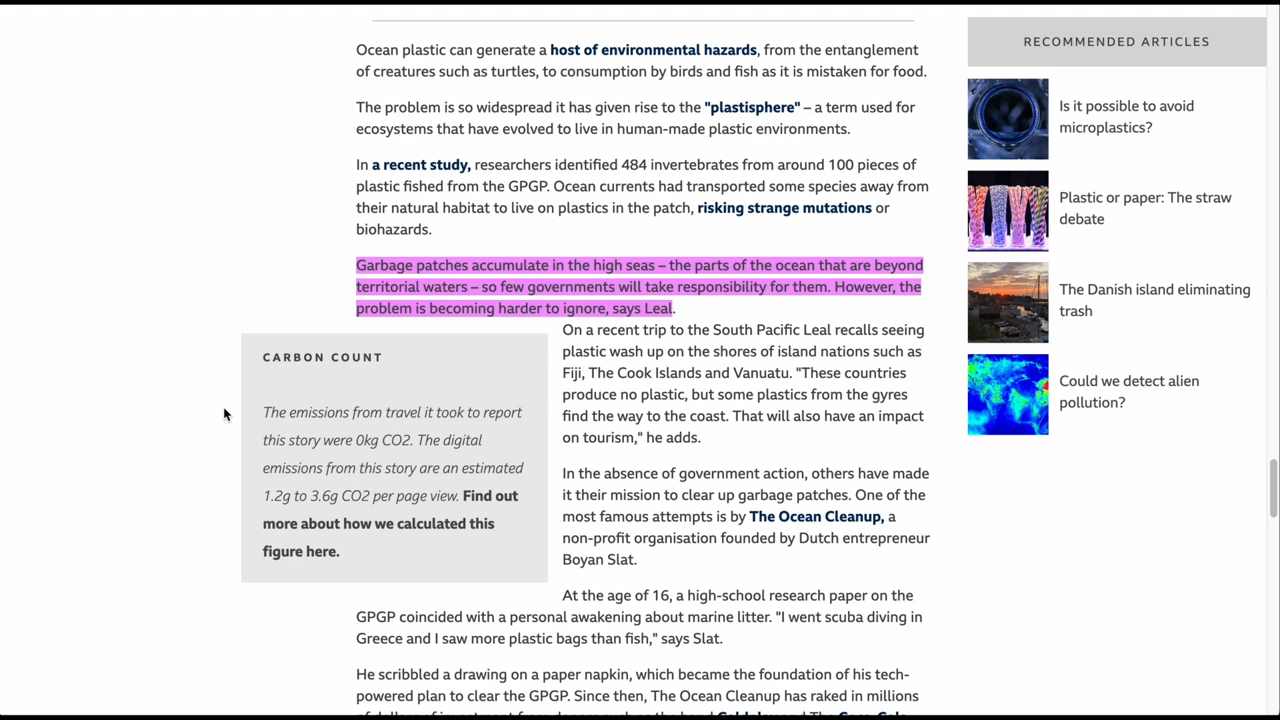 Ocean plastic can generate a host of environmental hazards, from the entanglement
of creatures such as turtles, to consumption by birds and fish as it is mistaken for food.
The problem is so widespread it has given rise to the "plastisphere" – a term used for
ecosystems that have evolved to live in human-made plastic environments.
In a recent study, researchers identified 484 invertebrates from around 100 pieces of
plastic fished from the GPGP. Ocean currents had transported some species away from
their natural habitat to live on plastics in the patch, risking strange mutations or
biohazards.
Garbage patches accumulate in the high seas – the parts of the ocean that are beyond
territorial waters – so few governments will take responsibility for them. However, the
problem is becoming harder to ignore, says Leal.
CARBON COUNT
The emissions from travel it took to report
this story were 0kg CO2. The digital
emissions from this story are an estimated
1.2g to 3.6g CO2 per page view. Find out
more about how we calculated this
figure here.
On a recent trip to the South Pacific Leal recalls seeing
plastic wash up on the shores of island nations such as
Fiji, The Cook Islands and Vanuatu. "These countries
produce no plastic, but some plastics from the gyres
find the way to the coast. That will also have an impact
on tourism," he adds.
In the absence of government action, others have made
it their mission to clear up garbage patches. One of the
most famous attempts is by The Ocean Cleanup, a
non-profit organisation founded by Dutch entrepreneur
Boyan Slat.
At the age of 16, a high-school research paper on the
GPGP coincided with a personal awakening about marine litter. "I went scuba diving in
Greece and I saw more plastic bags than fish," says Slat.
He scribbled a drawing on a paper napkin, which became the foundation of his tech-
powered plan to clear the GPGP. Since then, The Ocean Cleanup has raked in millions
RECOMMENDED ARTICLES
Is it possible to avoid
microplastics?
Plastic or paper: The straw
debate
The Danish island eliminating
trash
Could we detect alien
pollution?